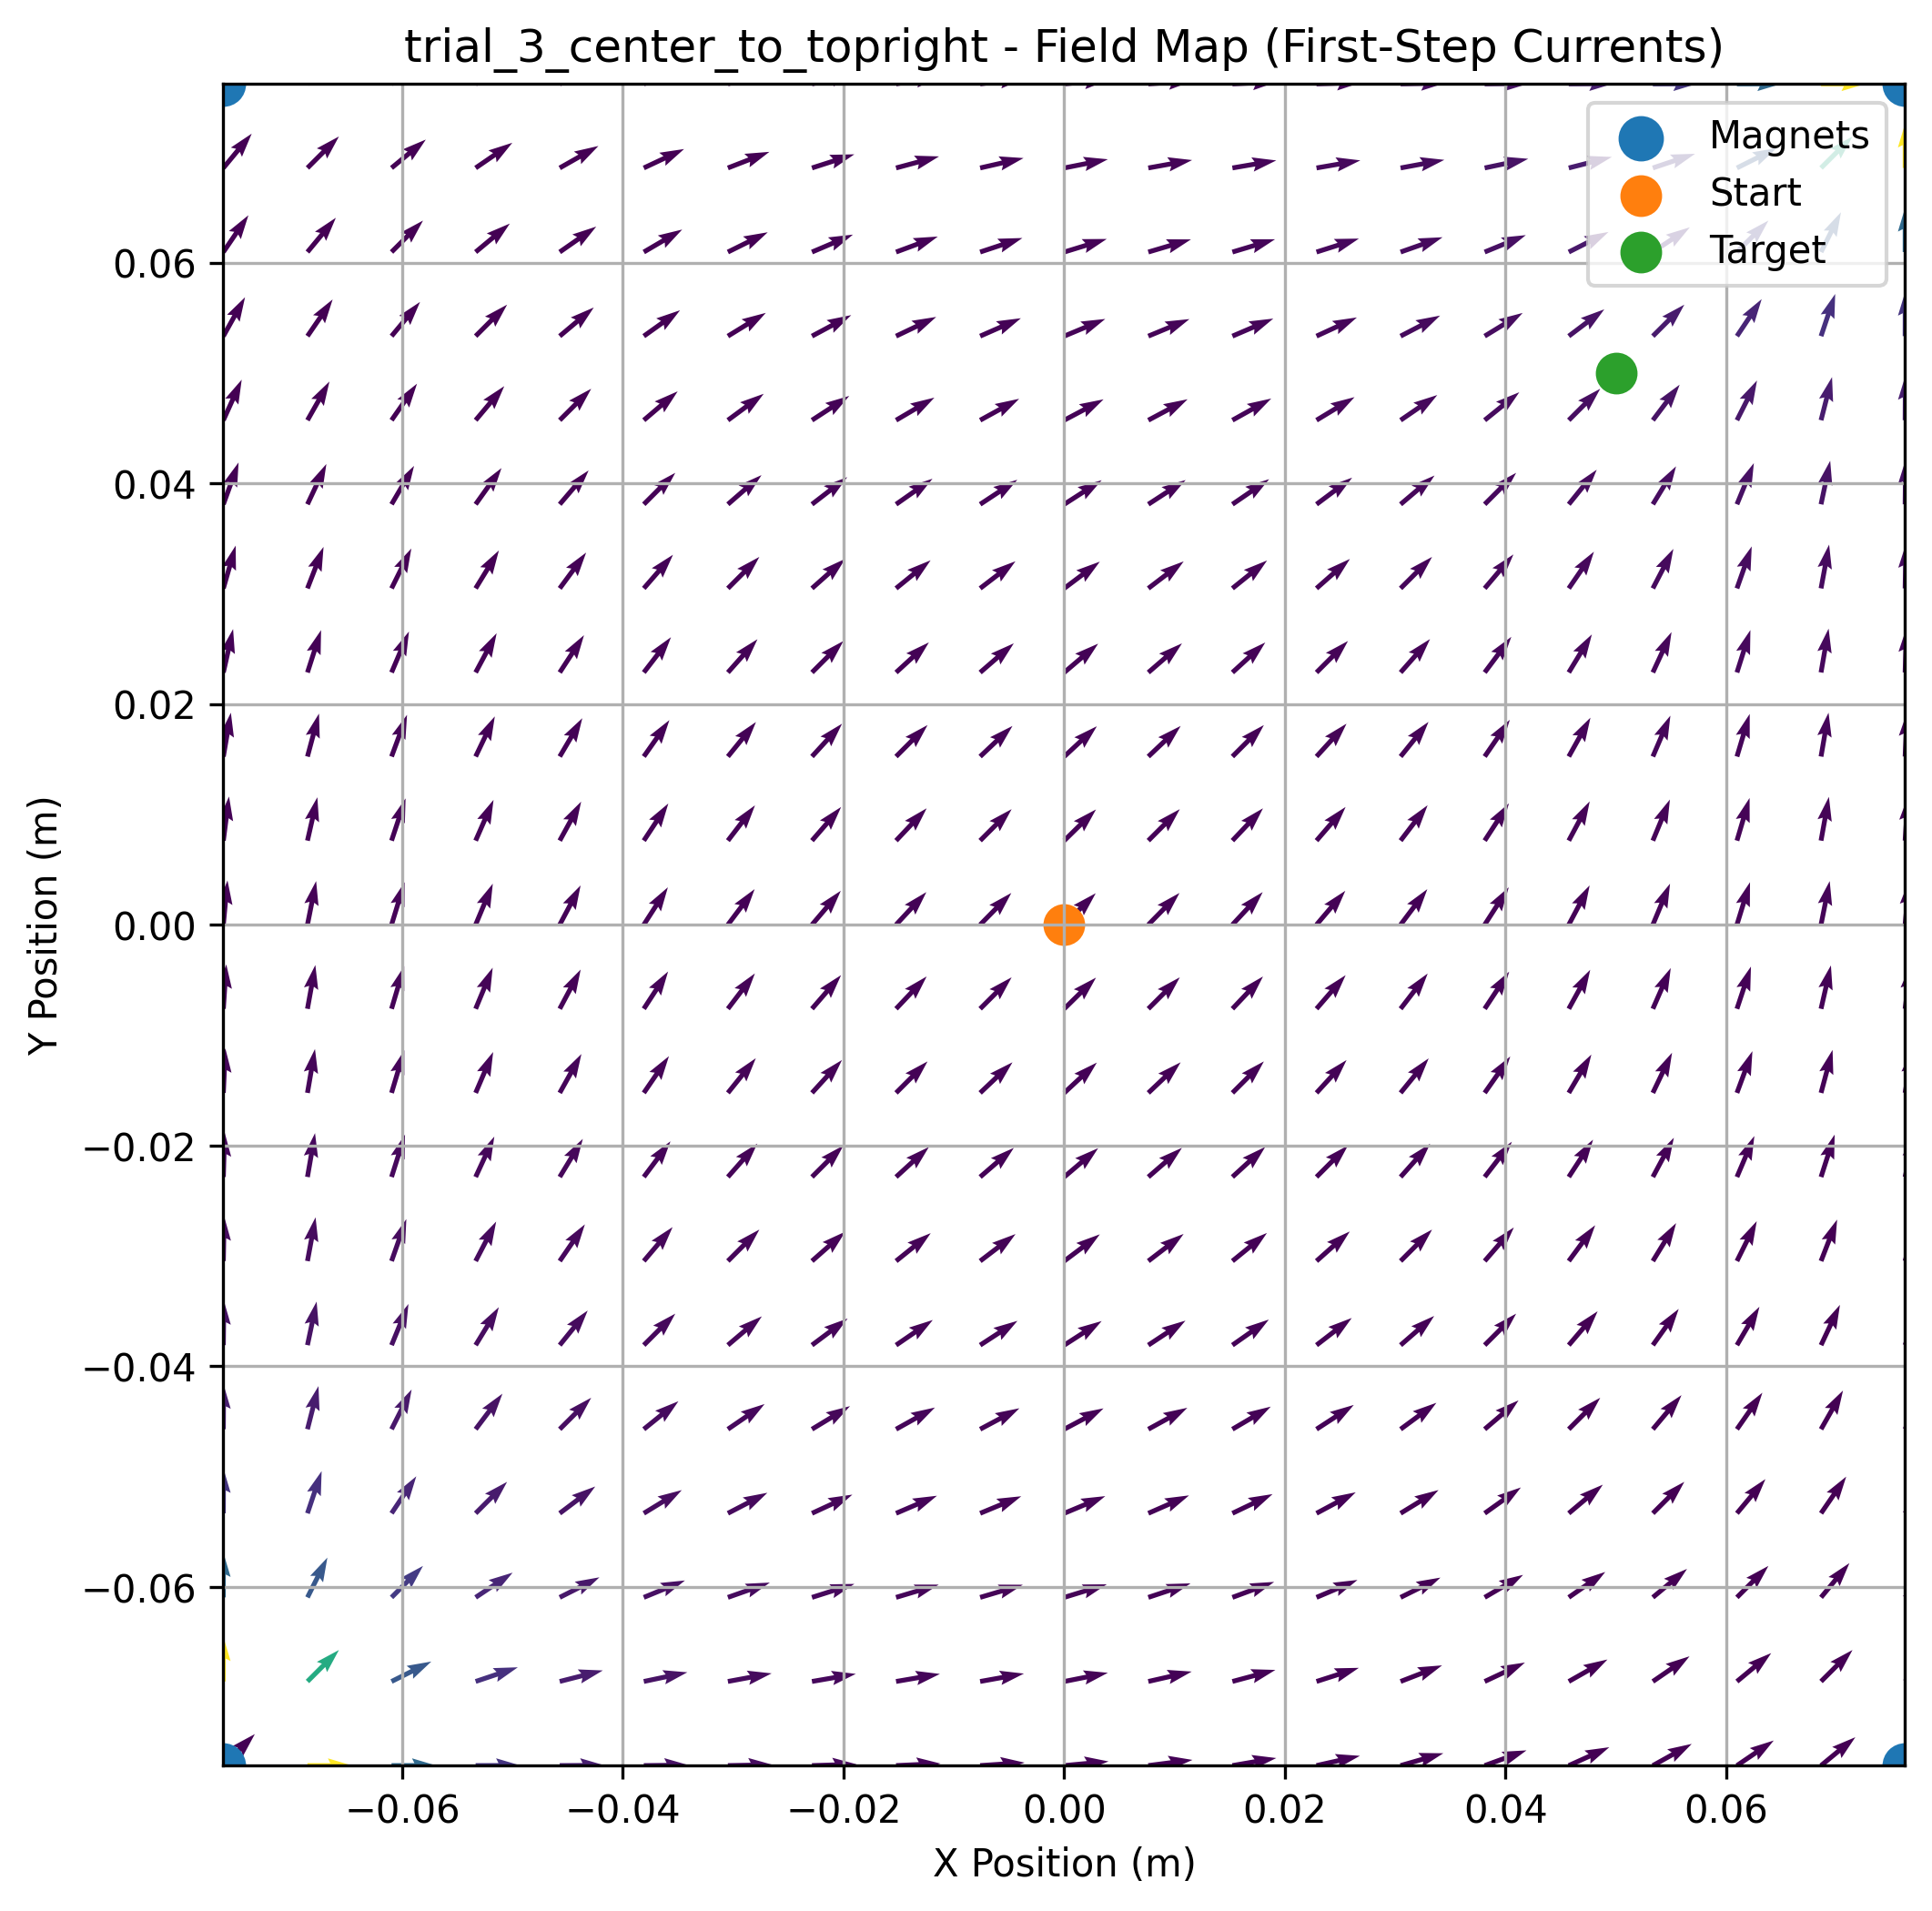 trial_3_center_to_topright - Field Map (First-Step Currents)
Magnets
Start
Target
0.06
0.04
0.02
0.00
−0.02
−0.04
−0.06
Y Position (m)
−0.06 −0.04 −0.02 0.00 0.02 0.04 0.06
X Position (m)